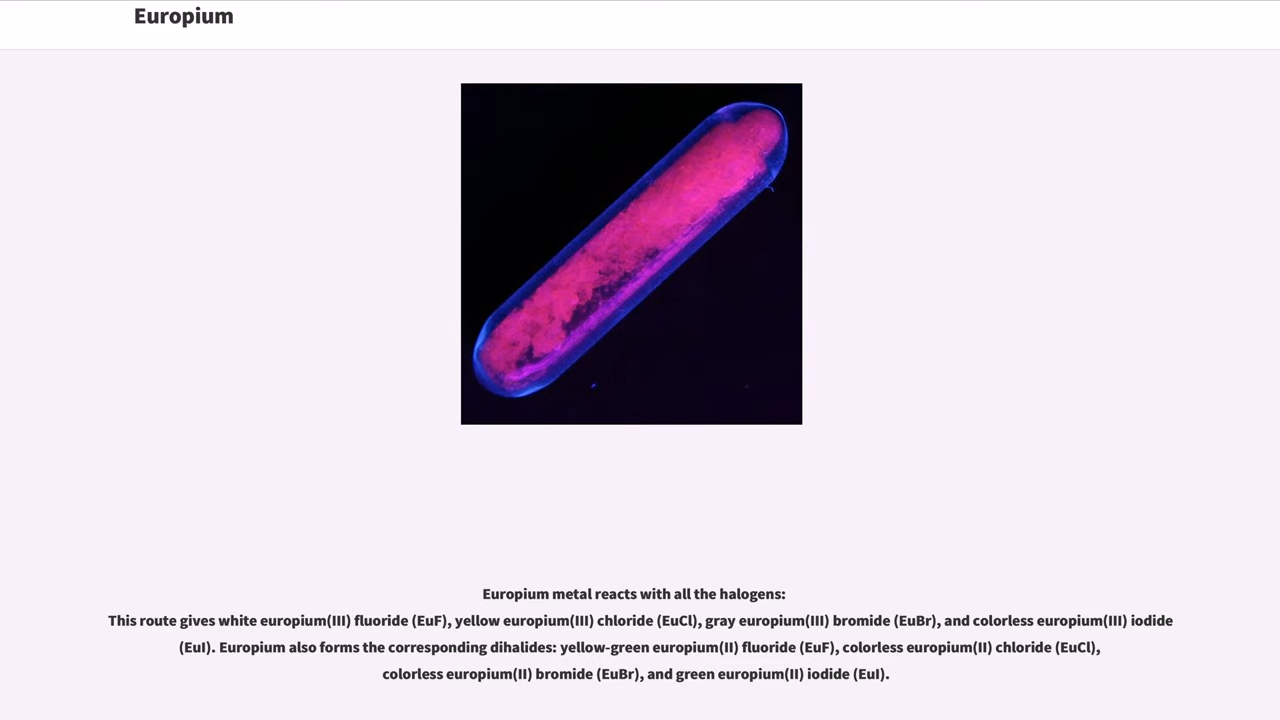 Europium
Europium metal reacts with all the halogens:
This route gives white europium(III) fluoride (EuF), yellow europium(III) chloride (EuCl), gray europium(III) bromide (EuBr), and colorless europium(III) iodide
(EuI). Europium also forms the corresponding dihalides: yellow-green europium(II) fluoride (EuF), colorless europium(II) chloride (EuCl),
colorless europium(II) bromide (EuBr), and green europium(II) iodide (EuI).